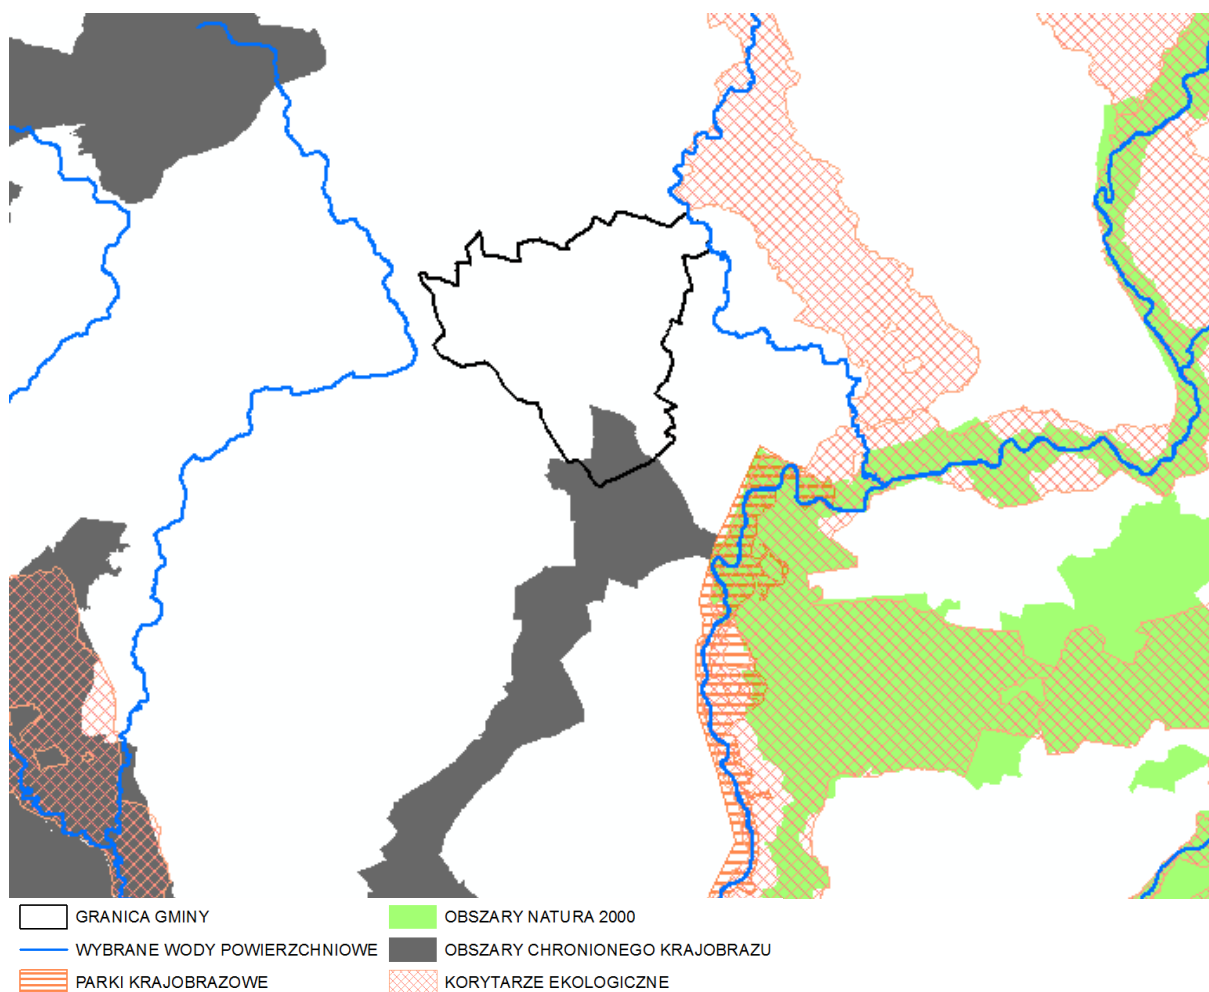 GRANICA GMINY
WYBRANE WODY POWIERZCHNIOWE
PARKI KRAJOBRAZOWE
OBSZARY NATURA 2000
OBSZARY CHRONIONEGO KRAJOBRAZU
KORYTARZE EKOLOGICZNE